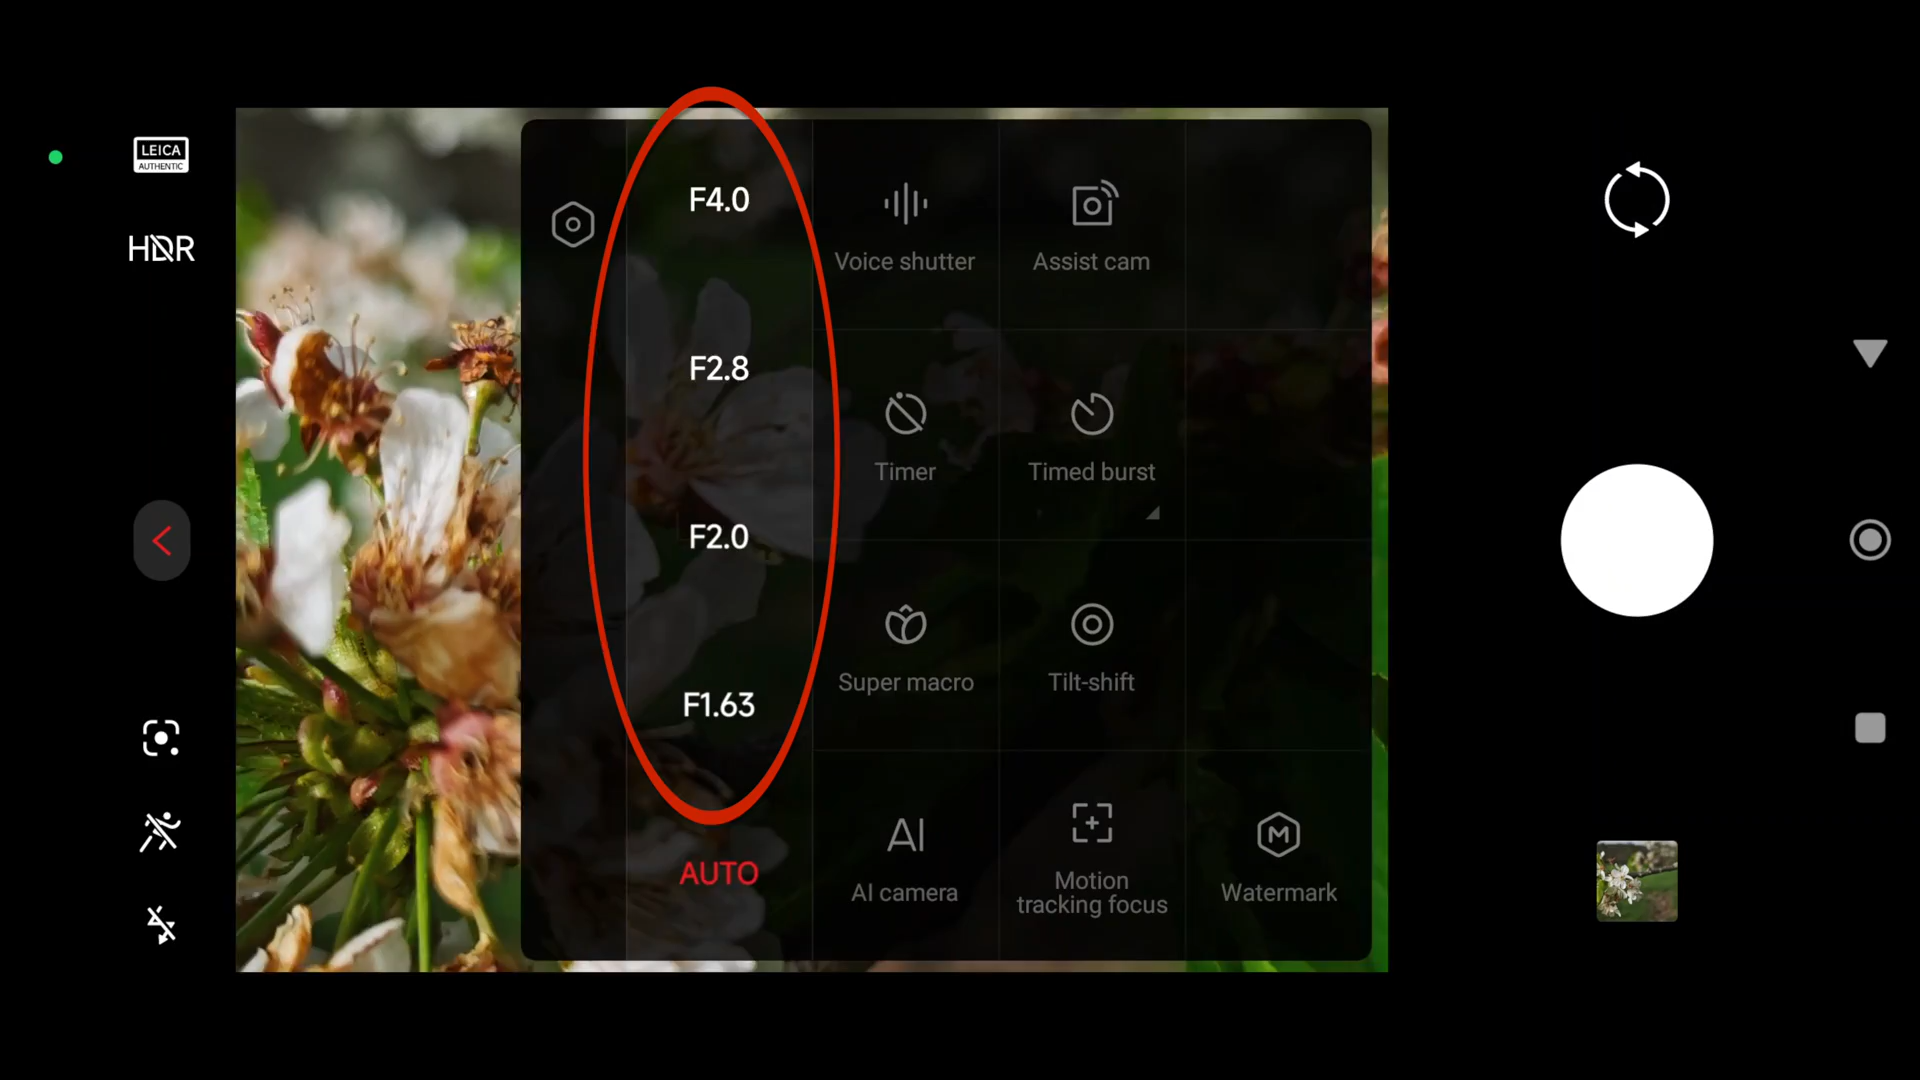 LEICA
AUTHENTIC
HDR
F4.0
F2.8
F2.0
F1.63
AUTO
Voice shutter
Assist cam
Timer
Timed burst
Super macro
Tilt-shift
AI
AI camera
Motion
tracking focus
M
Watermark